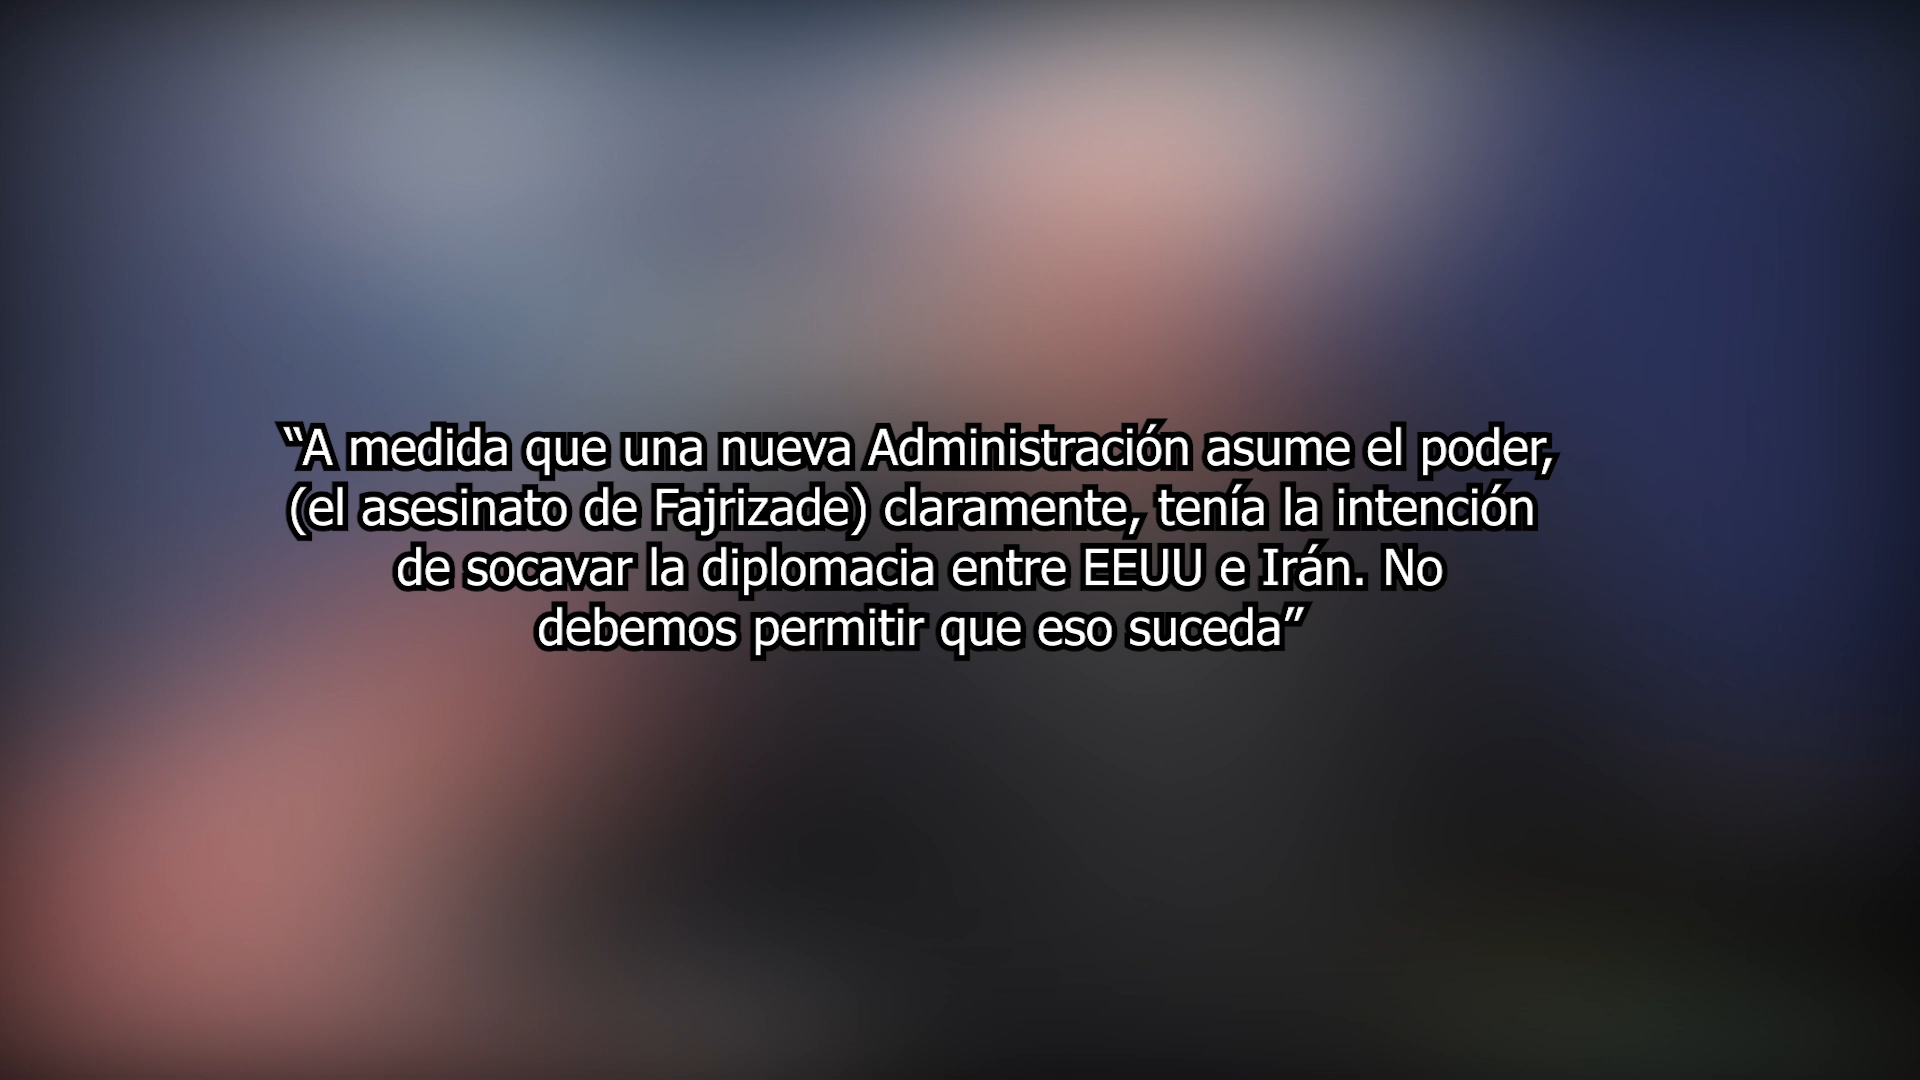 “A medida que una nueva Administración asume el poder,
(el asesinato de Fajrizade) claramente, tenía la intención
de socavar la diplomacia entre EEUU e Irán. No
debemos permitir que eso suceda”